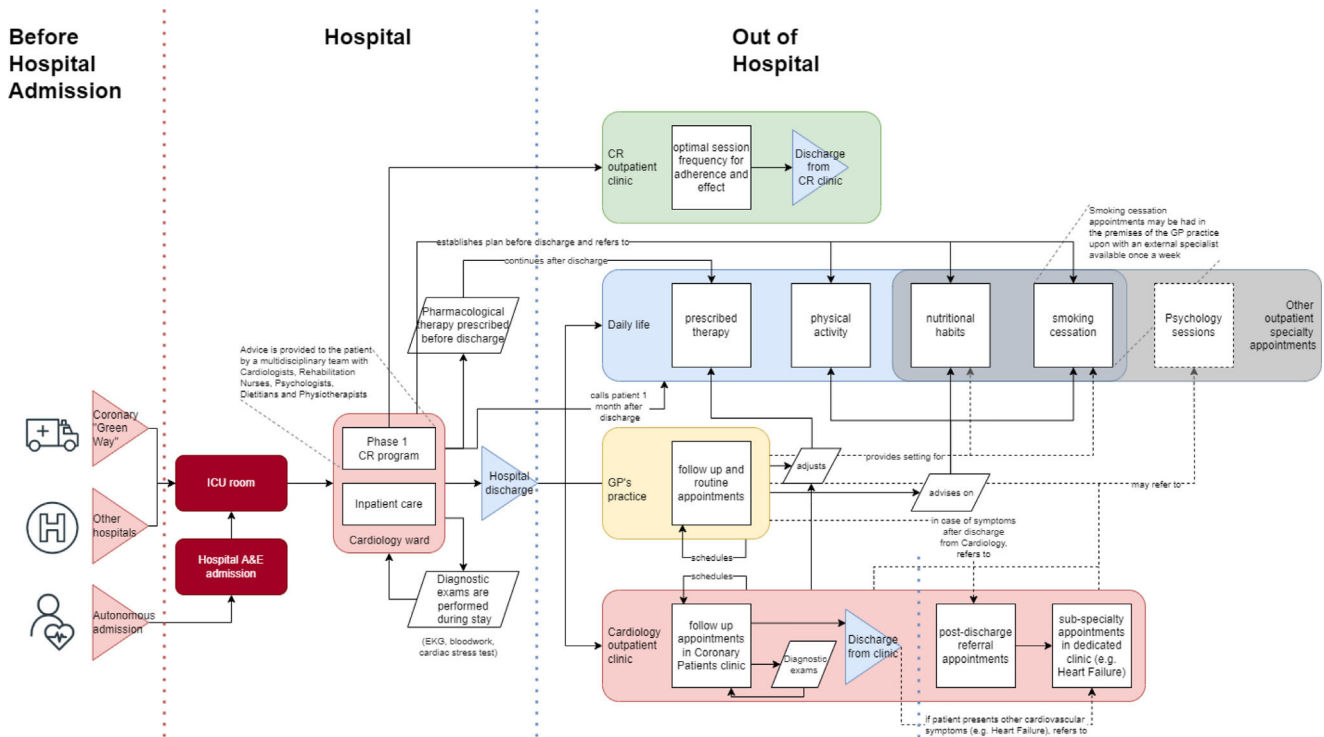 Before
Hospital
Admission
Hospital
Out of
Hospital
CR
outpatient
clinic
optimal session
frequency for
adherence and
effect
Discharge
from
CR clinic
Smoking cessation
appointments may be had in
the premises of the GP practice
upon with an external specialist
available once a week
establishes plan before discharge and refers to
continues after discharge
Pharmacological
therapy prescribed
before discharge
Daily life
prescribed
therapy
physical
activity
nutritional
habits
smoking
cessation
Psychology
sessions
Other
outpatient
specialty
appointments
Advice is provided to the patient
by a multidisciplinary team with
Cardiologists, Rehabilitation
Nurses, Psychologists,
Dietitians and Physiotherapists
calls patient 1
month after
discharge
Coronary
"Green
Way"
Other
hospitals
Autonomous
admission
ICU room
Hospital A&E
admission
Phase 1
CR program
Inpatient care
Cardiology ward
Hospital
discharge
Diagnostic
exams are
performed
during stay
(EKG, bloodwork,
cardiac stress test)
GP's
practice
follow up and
routine
appointments
adjusts
provides setting for
advises on
may refer to
in case of symptoms
after discharge
from Cardiology,
refers to
schedules
schedules
Cardiology
outpatient
clinic
follow up
appointments
in Coronary
Patients clinic
Diagnostic
exams
Discharge
from clinic
post-discharge
referral
appointments
sub-specialty
appointments
in dedicated
clinic (e.g.
Heart Failure)
if patient presents other cardiovascular
symptoms (e.g. Heart Failure), refers to